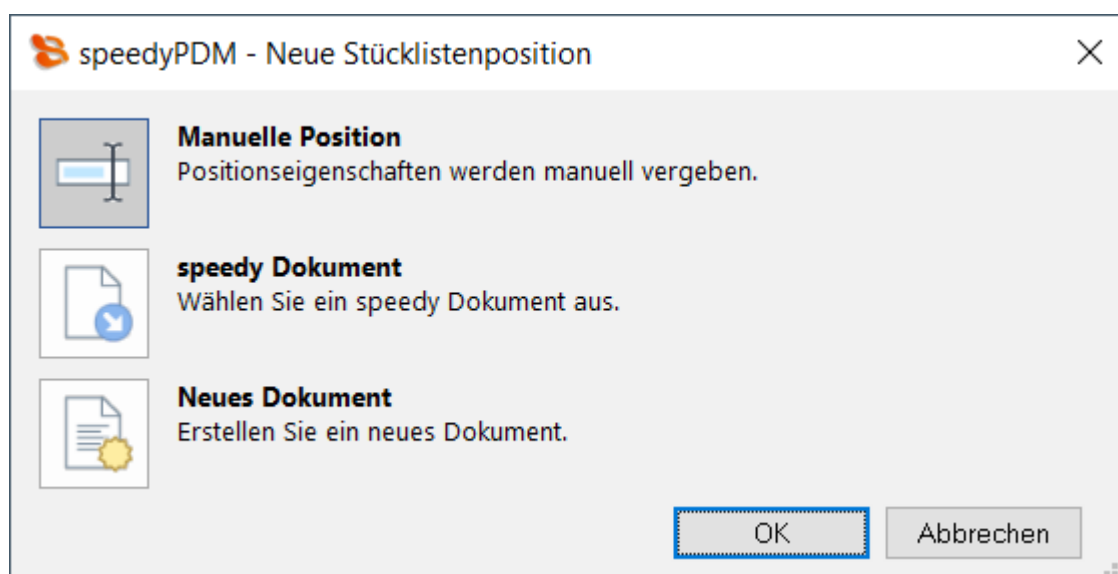 speedyPDM - Neue Stücklistenposition
Manuelle Position
Positionseigenschaften werden manuell vergeben.
speedy Dokument
Wählen Sie ein speedy Dokument aus.
Neues Dokument
Erstellen Sie ein neues Dokument.
OK
Abbrechen